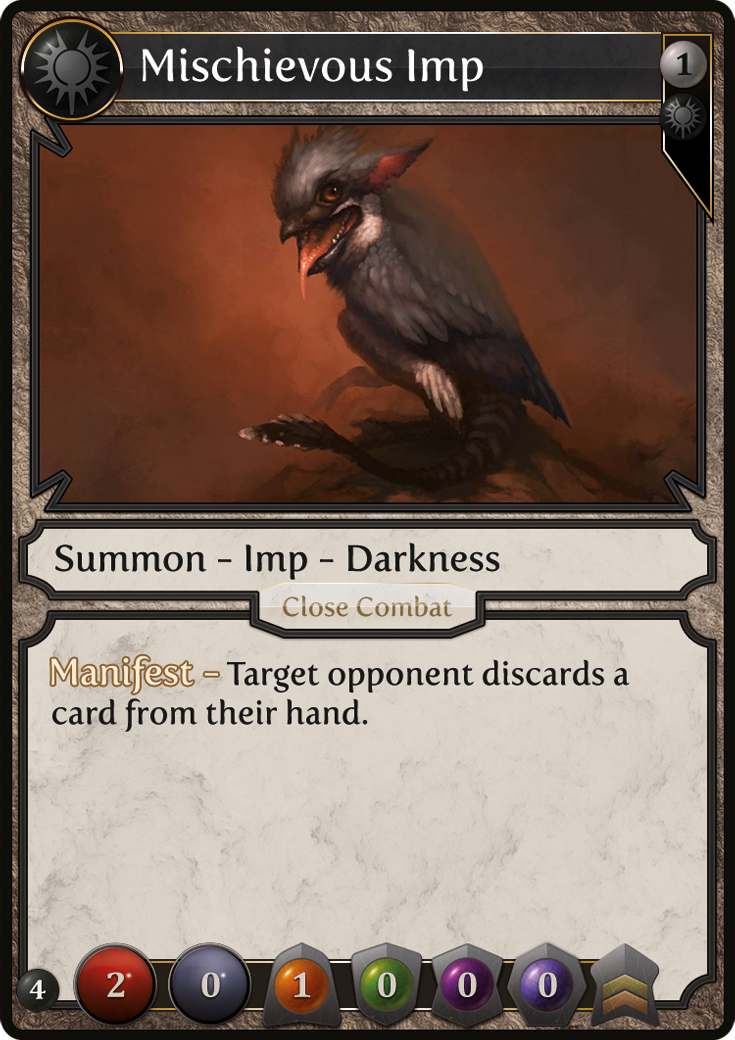 Mischievous Imp
1
Summon - Imp - Darkness
Close Combat
Manifest - Target opponent discards a
card from their hand.
4 2 0 1 0 0 0